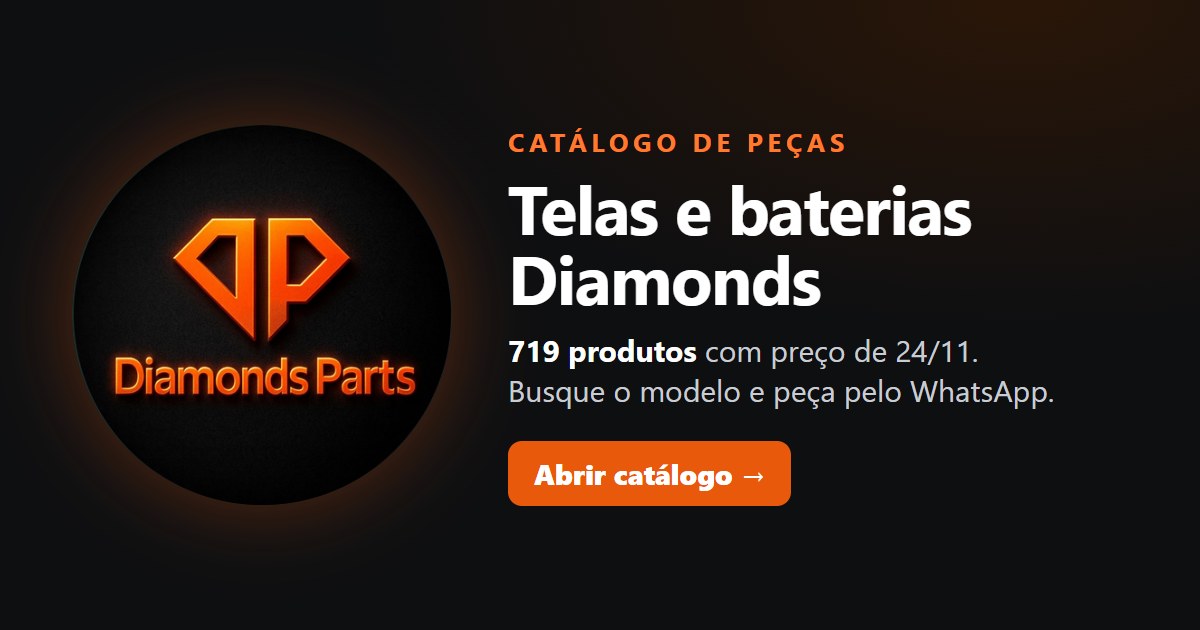 Diamonds Parts
CATÁLOGO DE PEÇAS
Telas e baterias
Diamonds
719 produtos com preço de 24/11.
Busque o modelo e peça pelo WhatsApp.
Abrir catálogo →